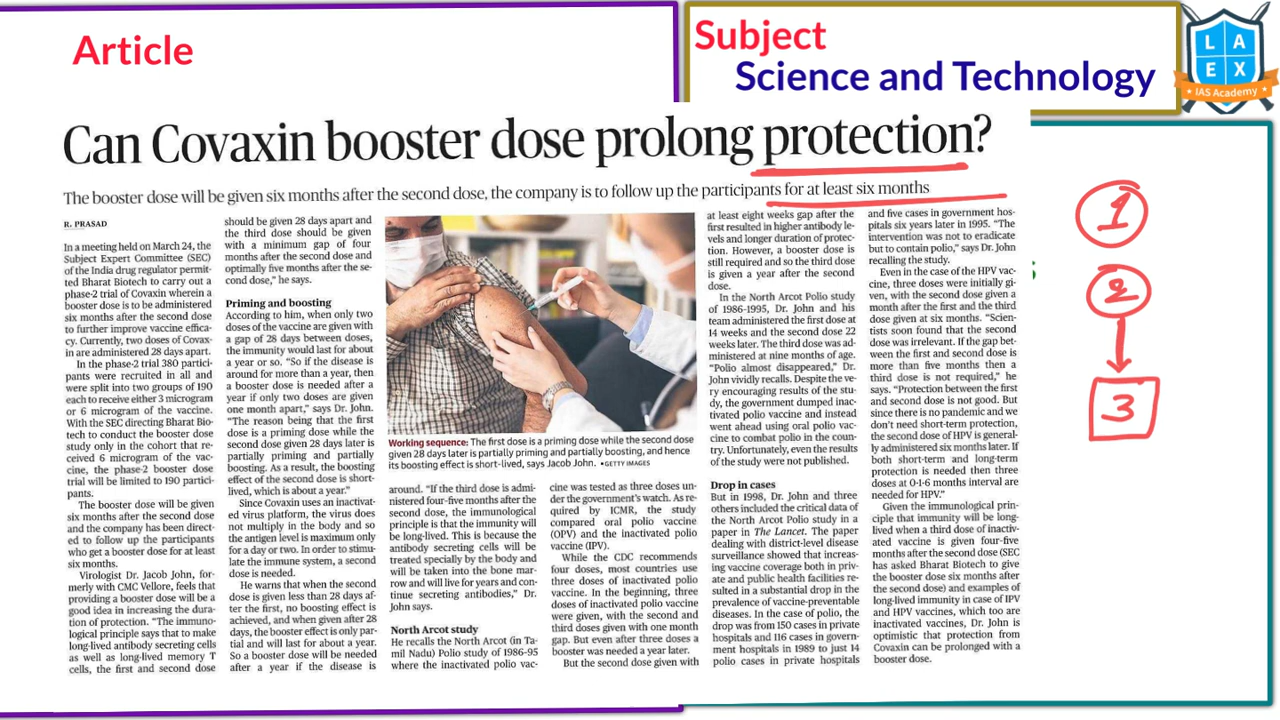 Article
Subject
Science and Technology
L A
E X
IAS Academy
Can Covaxin booster dose prolong protection?
The booster dose will be given six months after the second dose, the company is to follow up the participants for at least six months
R. PRASAD
In a meeting held on March 24, the
Subject Expert Committee (SEC)
of the India drug regulator permit-
ted Bharat Biotech to carry out a
phase-2 trial of Covaxin wherein a
booster dose is to be administered
six months after the second dose
to further improve vaccine effica-
cy. Currently, two doses of Covax-
in are administered 28 days apart.
In the phase-2 trial 380 partici-
pants were recruited in all and
were split into two groups of 190
each to receive either 3 microgram
or 6 microgram of the vaccine.
With the SEC directing Bharat Bio-
tech to conduct the booster dose
study only in the cohort that re-
ceived 6 microgram of the vac-
cine, the phase-2 booster dose
trial will be limited to 190 partici-
pants.
The booster dose will be given
six months after the second dose
and the company has been direct-
ed to follow up the participants
who get a booster dose for at least
six months.
Virologist Dr. Jacob John, for-
merly with CMC Vellore, feels that
providing a booster dose will be a
good idea in increasing the dura-
tion of protection. "The immuno-
logical principle says that to make
long-lived antibody secreting cells
as well as long-lived memory T
cells, the first and second dose
should be given 28 days apart and
the third dose should be given
with a minimum gap of four
months after the second dose and
optimally five months after the se-
cond dose," he says.
Priming and boosting
According to him, when only two
doses of the vaccine are given with
a gap of 28 days between doses,
the immunity would last for about
a year or so. "So if the disease is
around for more than a year, then
a booster dose is needed after a
year if only two doses are given
one month apart," says Dr. John.
"The reason being that the first
dose is a priming dose while the
second dose given 28 days later is
partially priming and partially
boosting. As a result, the boosting
effect of the second dose is short-
lived, which is about a year."
Since Covaxin uses an inactivat-
ed virus platform, the virus does
not multiply in the body and so
the antigen level is maximum only
for a day or two. In order to stimu-
late the immune system, a second
dose is needed.
He warns that when the second
dose is given less than 28 days af-
ter the first, no boosting effect is
achieved, and when given after 28
days, the booster effect is only par-
tial and will last for about a year.
So a booster dose will be needed
after a year if the disease is
Working sequence: The first dose is a priming dose while the second dose
given 28 days later is partially priming and partially boosting, and hence
its boosting effect is short-lived, says Jacob John. •GETTY IMAGES
around. "If the third dose is admi-
nistered four-five months after the
second dose, the immunological
principle is that the immunity will
be long-lived. This is because the
antibody secreting cells will be
treated specially by the body and
will be taken into the bone mar-
row and will live for years and con-
tinue secreting antibodies," Dr.
John says.
North Arcot study
He recalls the North Arcot (in Ta-
mil Nadu) Polio study of 1986-95
where the inactivated polio vac-
cine was tested as three doses un-
der the government's watch. As re-
quired by ICMR, the study
compared oral polio vaccine
(OPV) and the inactivated polio
vaccine (IPV).
While the CDC recommends
four doses, most countries use
three doses of inactivated polio
vaccine. In the beginning, three
doses of inactivated polio vaccine
were given, with the second and
third doses given with one month
gap. But even after three doses a
booster was needed a year later.
But the second dose given with
at least eight weeks gap after the
first resulted in higher antibody le-
vels and longer duration of protec-
tion. However, a booster dose is
still required and so the third dose
is given a year after the second
dose.
In the North Arcot Polio study
of 1986-1995, Dr. John and his
team administered the first dose at
14 weeks and the second dose 22
weeks later. The third dose was ad-
ministered at nine months of age.
"Polio almost disappeared," Dr.
John vividly recalls. Despite the ve-
ry encouraging results of the stu-
dy, the government dumped inac-
tivated polio vaccine and instead
went ahead using oral polio vac-
cine to combat polio in the coun-
try. Unfortunately, even the results
of the study were not published.
Drop in cases
But in 1998, Dr. John and three
others included the critical data of
the North Arcot Polio study in a
paper in The Lancet. The paper
dealing with district-level disease
surveillance showed that increas-
ing vaccine coverage both in priv-
ate and public health facilities re-
sulted in a substantial drop in the
prevalence of vaccine-preventable
diseases. In the case of polio, the
drop was from 150 cases in private
hospitals and 116 cases in govern-
ment hospitals in 1989 to just 14
polio cases in private hospitals
and five cases in government hos-
pitals six years later in 1995. "The
intervention was not to eradicate
but to contain polio," says Dr. John
recalling the study.
Even in the case of the HPV vac-
cine, three doses were initially gi-
ven, with the second dose given a
month after the first and the third
dose given at six months. "Scien-
tists soon found that the second
dose was irrelevant. If the gap bet-
ween the first and second dose is
more than five months then a
third dose is not required," he
says. "Protection between the first
and second dose is not good. But
since there is no pandemic and we
don't need short-term protection,
the second dose of HPV is general-
ly administered six months later. If
both short-term and long-term
protection is needed then three
doses at 0-1-6 months interval are
needed for HPV."
Given the immunological prin-
ciple that immunity will be long-
lived when a third dose of inactiv-
ated vaccine is given four-five
months after the second dose (SEC
has asked Bharat Biotech to give
the booster dose six months after
the second dose) and examples of
long-lived immunity in case of IPV
and HPV vaccines, which too are
inactivated vaccines, Dr. John is
optimistic that protection from
Covaxin can be prolonged with a
booster dose.
1
2
3